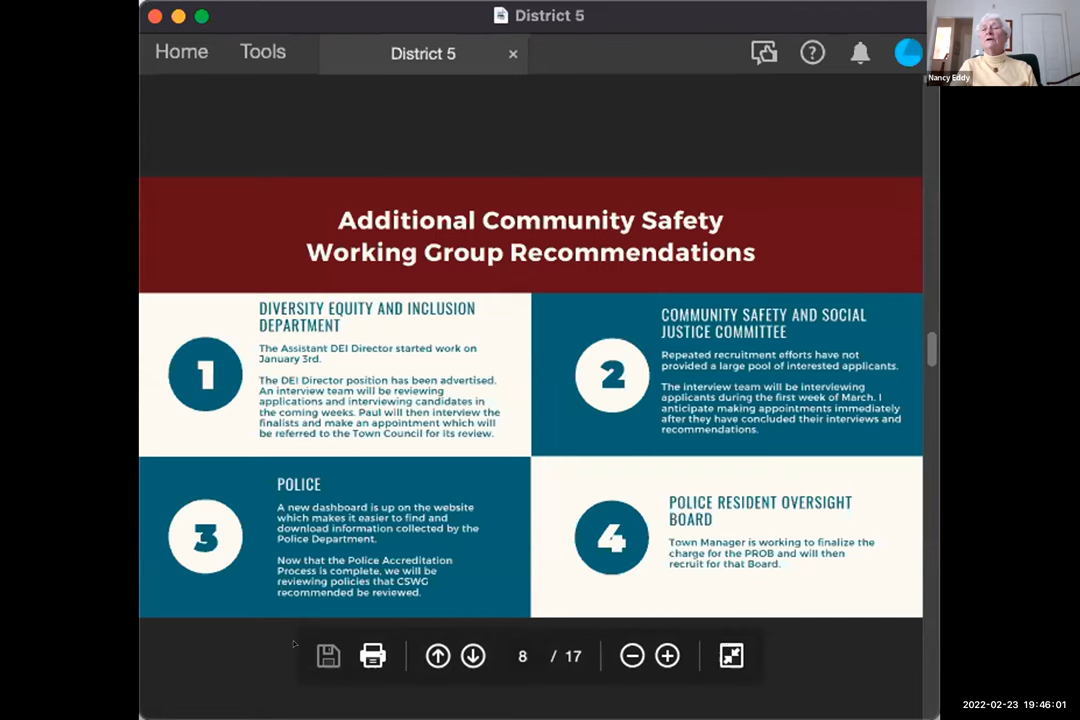 District 5
Home
Tools
District 5
Nancy Eddy
Additional Community Safety
Working Group Recommendations
1
DIVERSITY EQUITY AND INCLUSION
DEPARTMENT
The Assistant DEI Director started work on
January 3rd.
The DEI Director position has been advertised.
An interview team will be reviewing
applications and interviewing candidates in
the coming weeks. Paul will then interview the
finalists and make an appointment which will
be referred to the Town Council for its review.
2
COMMUNITY SAFETY AND SOCIAL
JUSTICE COMMITTEE
Repeated recruitment efforts have not
provided a large pool of interested applicants.
The interview team will be interviewing
applicants during the first week of March. I
anticipate making appointments immediately
after they have concluded their interviews and
recommendations.
3
POLICE
A new dashboard is up on the website
which makes it easier to find and
download information collected by the
Police Department.
Now that the Police Accreditation
Process is complete, we will be
reviewing policies that CSWG
recommended be reviewed.
4
POLICE RESIDENT OVERSIGHT
BOARD
Town Manager is working to finalize the
charge for the PROB and will then
recruit for that Board.
8 / 17
2022-02-23 19:46:01